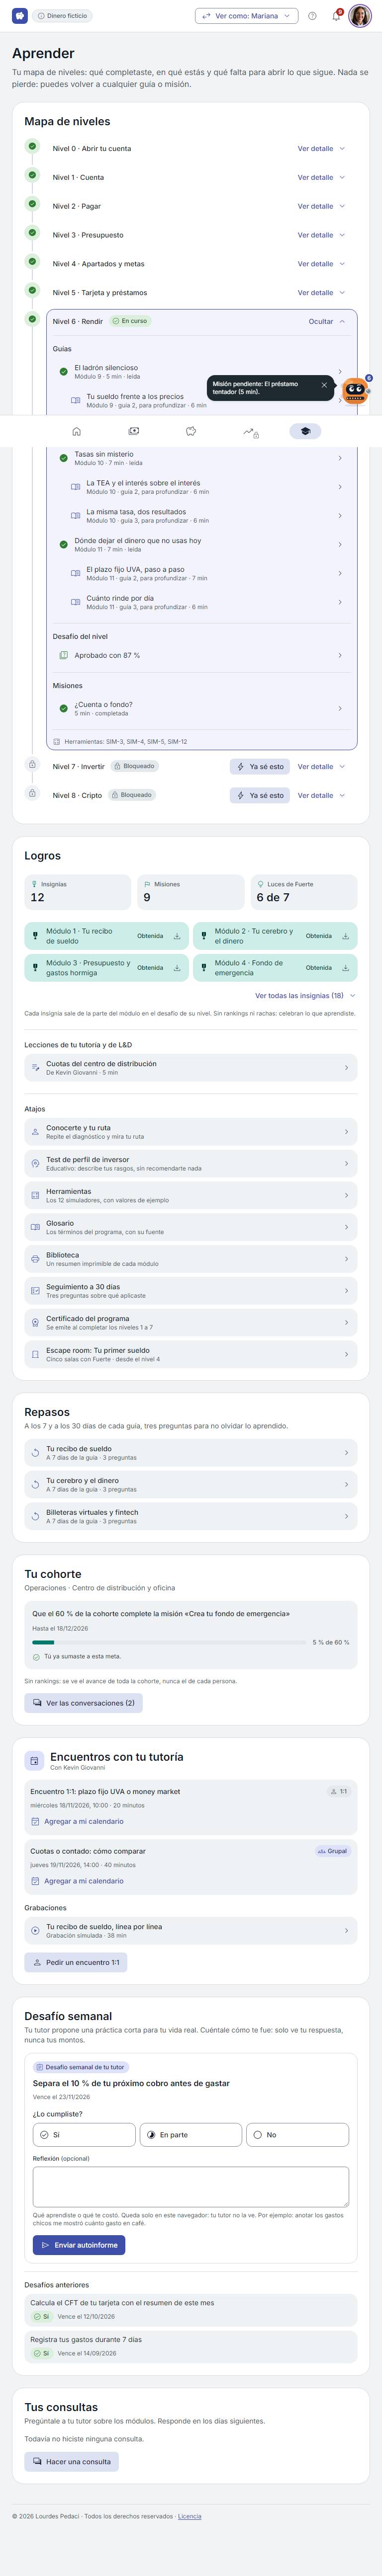 Dinero ficticio
Ver como: Mariana
9
Aprender
Tu mapa de niveles: qué completaste, en qué estás y qué falta para abrir lo que sigue. Nada se
pierde: puedes volver a cualquier guía o misión.
Mapa de niveles
Nivel 0 · Abrir tu cuenta
Ver detalle
Nivel 1 · Cuenta
Ver detalle
Nivel 2 · Pagar
Ver detalle
Nivel 3 · Presupuesto
Ver detalle
Nivel 4 · Apartados y metas
Ver detalle
Nivel 5 · Tarjeta y préstamos
Ver detalle
Nivel 6 · Rendir
En curso
Ocultar
Guías
El ladrón silencioso
Módulo 9 · 5 min · leída
Misión pendiente: El préstamo
tentador (5 min).
6
Tu sueldo frente a los precios
Módulo 9 · guía 2, para profundizar · 6 min
Tasas sin misterio
Módulo 10 · 7 min · leída
La TEA y el interés sobre el interés
Módulo 10 · guía 2, para profundizar · 6 min
La misma tasa, dos resultados
Módulo 10 · guía 3, para profundizar · 6 min
Dónde dejar el dinero que no usas hoy
Módulo 11 · 7 min · leída
El plazo fijo UVA, paso a paso
Módulo 11 · guía 2, para profundizar · 7 min
Cuánto rinde por día
Módulo 11 · guía 3, para profundizar · 6 min
Desafío del nivel
Aprobado con 87 %
Misiones
¿Cuenta o fondo?
5 min · completada
Herramientas: SIM-3, SIM-4, SIM-5, SIM-12
Nivel 7 · Invertir
Bloqueado
Ya sé esto
Ver detalle
Nivel 8 · Cripto
Bloqueado
Ya sé esto
Ver detalle
Logros
Insignias
12
Misiones
9
Luces de Fuerte
6 de 7
Módulo 1 · Tu recibo
de sueldo
Obtenida
Módulo 2 · Tu cerebro y
el dinero
Obtenida
Módulo 3 · Presupuesto y
gastos hormiga
Obtenida
Módulo 4 · Fondo de
emergencia
Obtenida
Ver todas las insignias (18)
Cada insignia sale de la parte del módulo en el desafío de su nivel. Sin rankings ni rachas: celebran lo que aprendiste.
Lecciones de tu tutoría y de L&D
Cuotas del centro de distribución
De Kevin Giovanni · 5 min
Atajos
Conocerte y tu ruta
Repite el diagnóstico y mira tu ruta
Test de perfil de inversor
Educativo: describe tus rasgos, sin recomendarte nada
Herramientas
Los 12 simuladores, con valores de ejemplo
Glosario
Los términos del programa, con su fuente
Biblioteca
Un resumen imprimible de cada módulo
Seguimiento a 30 días
Tres preguntas sobre qué aplicaste
Certificado del programa
Se emite al completar los niveles 1 a 7
Escape room: Tu primer sueldo
Cinco salas con Fuerte · desde el nivel 4
Repasos
A los 7 y a los 30 días de cada guía, tres preguntas para no olvidar lo aprendido.
Tu recibo de sueldo
A 7 días de la guía · 3 preguntas
Tu cerebro y el dinero
A 7 días de la guía · 3 preguntas
Billeteras virtuales y fintech
A 7 días de la guía · 3 preguntas
Tu cohorte
Operaciones · Centro de distribución y oficina
Que el 60 % de la cohorte complete la misión «Crea tu fondo de emergencia»
Hasta el 18/12/2026
5 % de 60 %
Tú ya sumaste a esta meta.
Sin rankings: se ve el avance de toda la cohorte, nunca el de cada persona.
Ver las conversaciones (2)
Encuentros con tu tutoría
Con Kevin Giovanni
Encuentro 1:1: plazo fijo UVA o money market
1:1
miércoles 18/11/2026, 10:00 · 20 minutos
Agregar a mi calendario
Cuotas o contado: cómo comparar
Grupal
jueves 19/11/2026, 14:00 · 40 minutos
Agregar a mi calendario
Grabaciones
Tu recibo de sueldo, línea por línea
Grabación simulada · 38 min
Pedir un encuentro 1:1
Desafío semanal
Tu tutor propone una práctica corta para tu vida real. Cuéntale cómo te fue: solo ve tu respuesta,
nunca tus montos.
Desafío semanal de tu tutor
Separa el 10 % de tu próximo cobro antes de gastar
Vence el 23/11/2026
¿Lo cumpliste?
Sí
En parte
No
Reflexión (opcional)
Qué aprendiste o qué te costó. Queda solo en este navegador: tu tutor no la ve. Por ejemplo: anotar los gastos
chicos me mostró cuánto gasto en café.
Enviar autoinforme
Desafíos anteriores
Calcula el CFT de tu tarjeta con el resumen de este mes
Sí
Vence el 12/10/2026
Registra tus gastos durante 7 días
Sí
Vence el 14/09/2026
Tus consultas
Pregúntale a tu tutor sobre los módulos. Responde en los días siguientes.
Todavía no hiciste ninguna consulta.
Hacer una consulta
© 2026 Lourdes Pedaci · Todos los derechos reservados · Licencia